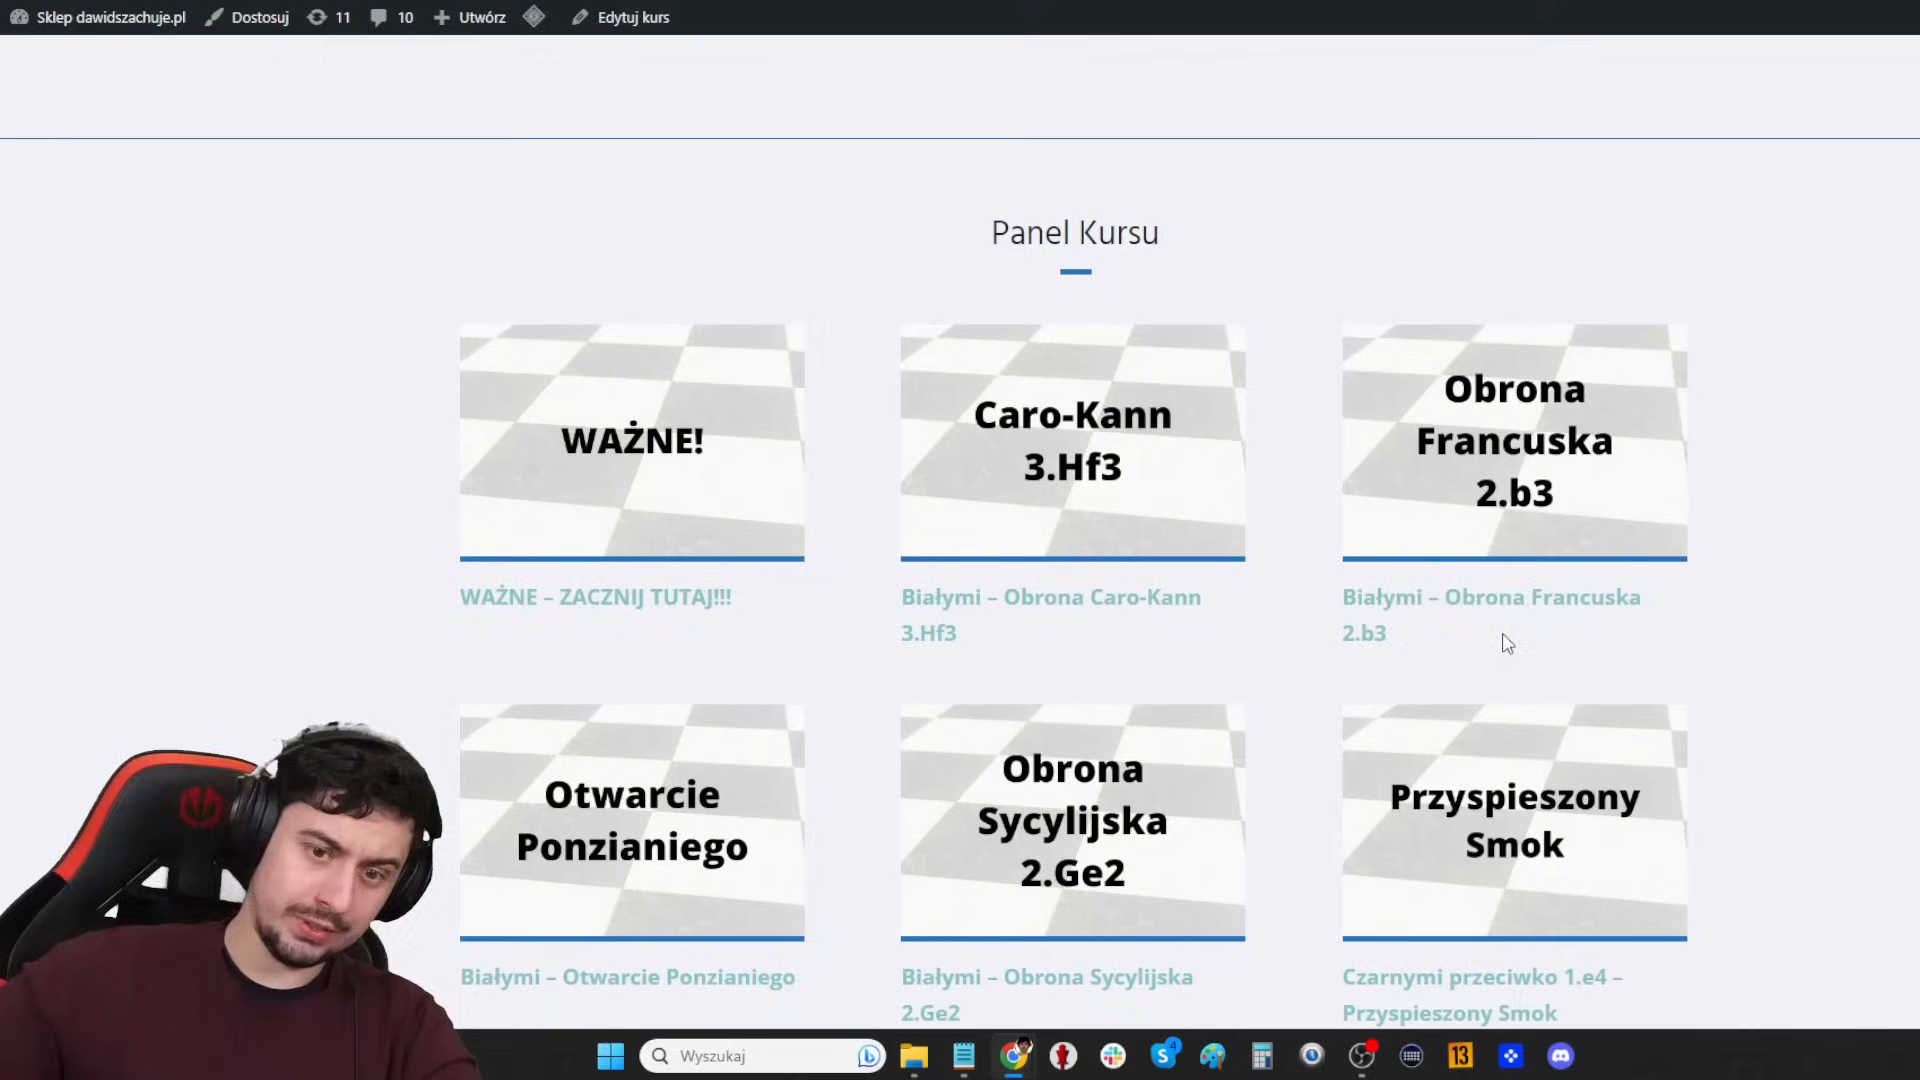 Sklep dawidszachuje.pl Dostosuj 11 10 Utwórz Edytuj kurs
Panel Kursu
WAŻNE!
Caro-Kann
3.Hf3
Obrona
Francuska
2.b3
WAŻNE – ZACZNIJ TUTAJ!!!
Białymi – Obrona Caro-Kann
3.Hf3
Białymi – Obrona Francuska
2.b3
Otwarcie
Ponzianiego
Obrona
Sycylijska
2.Ge2
Przyspieszony
Smok
Białymi – Otwarcie Ponzianiego
Białymi – Obrona Sycylijska
2.Ge2
Czarnymi przeciwko 1.e4 –
Przyspieszony Smok
Wyszukaj
4
13